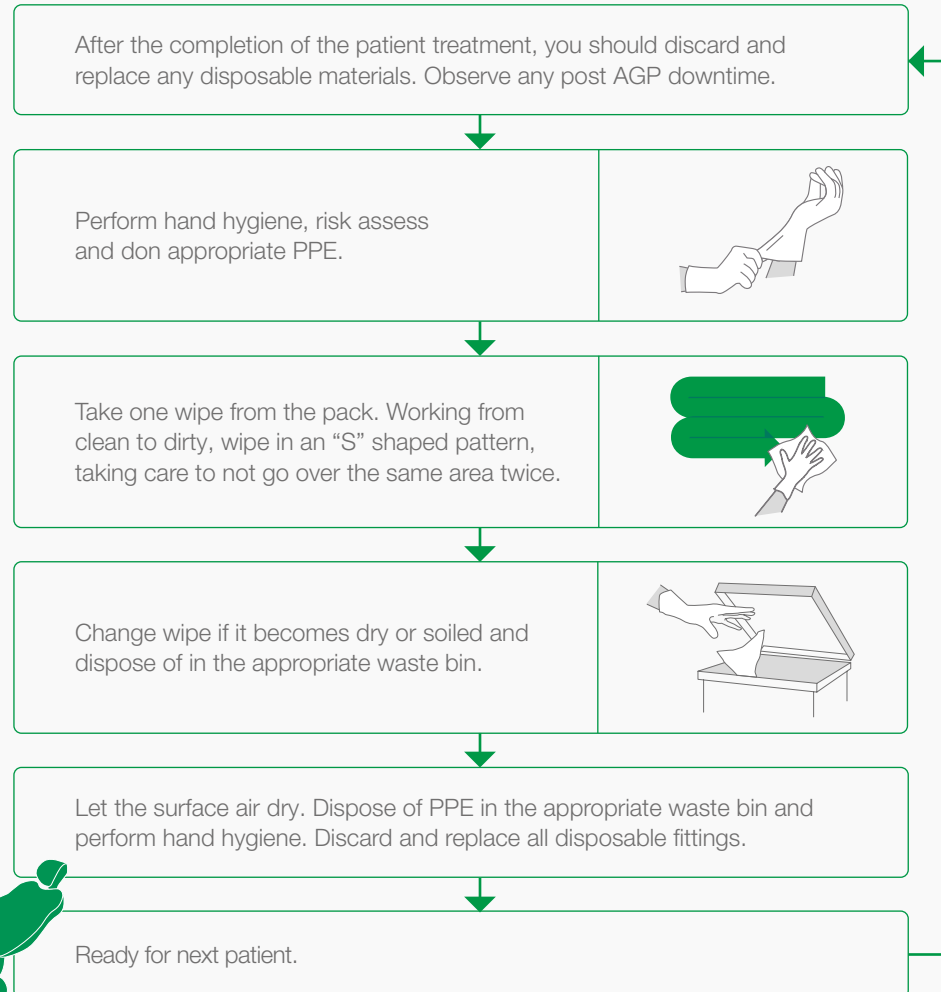 After the completion of the patient treatment, you should discard and
replace any disposable materials. Observe any post AGP downtime.
Perform hand hygiene, risk assess
and don appropriate PPE.
Take one wipe from the pack. Working from
clean to dirty, wipe in an “S” shaped pattern,
taking care to not go over the same area twice.
Change wipe if it becomes dry or soiled and
dispose of in the appropriate waste bin.
Let the surface air dry. Dispose of PPE in the appropriate waste bin and
perform hand hygiene. Discard and replace all disposable fittings.
Ready for next patient.